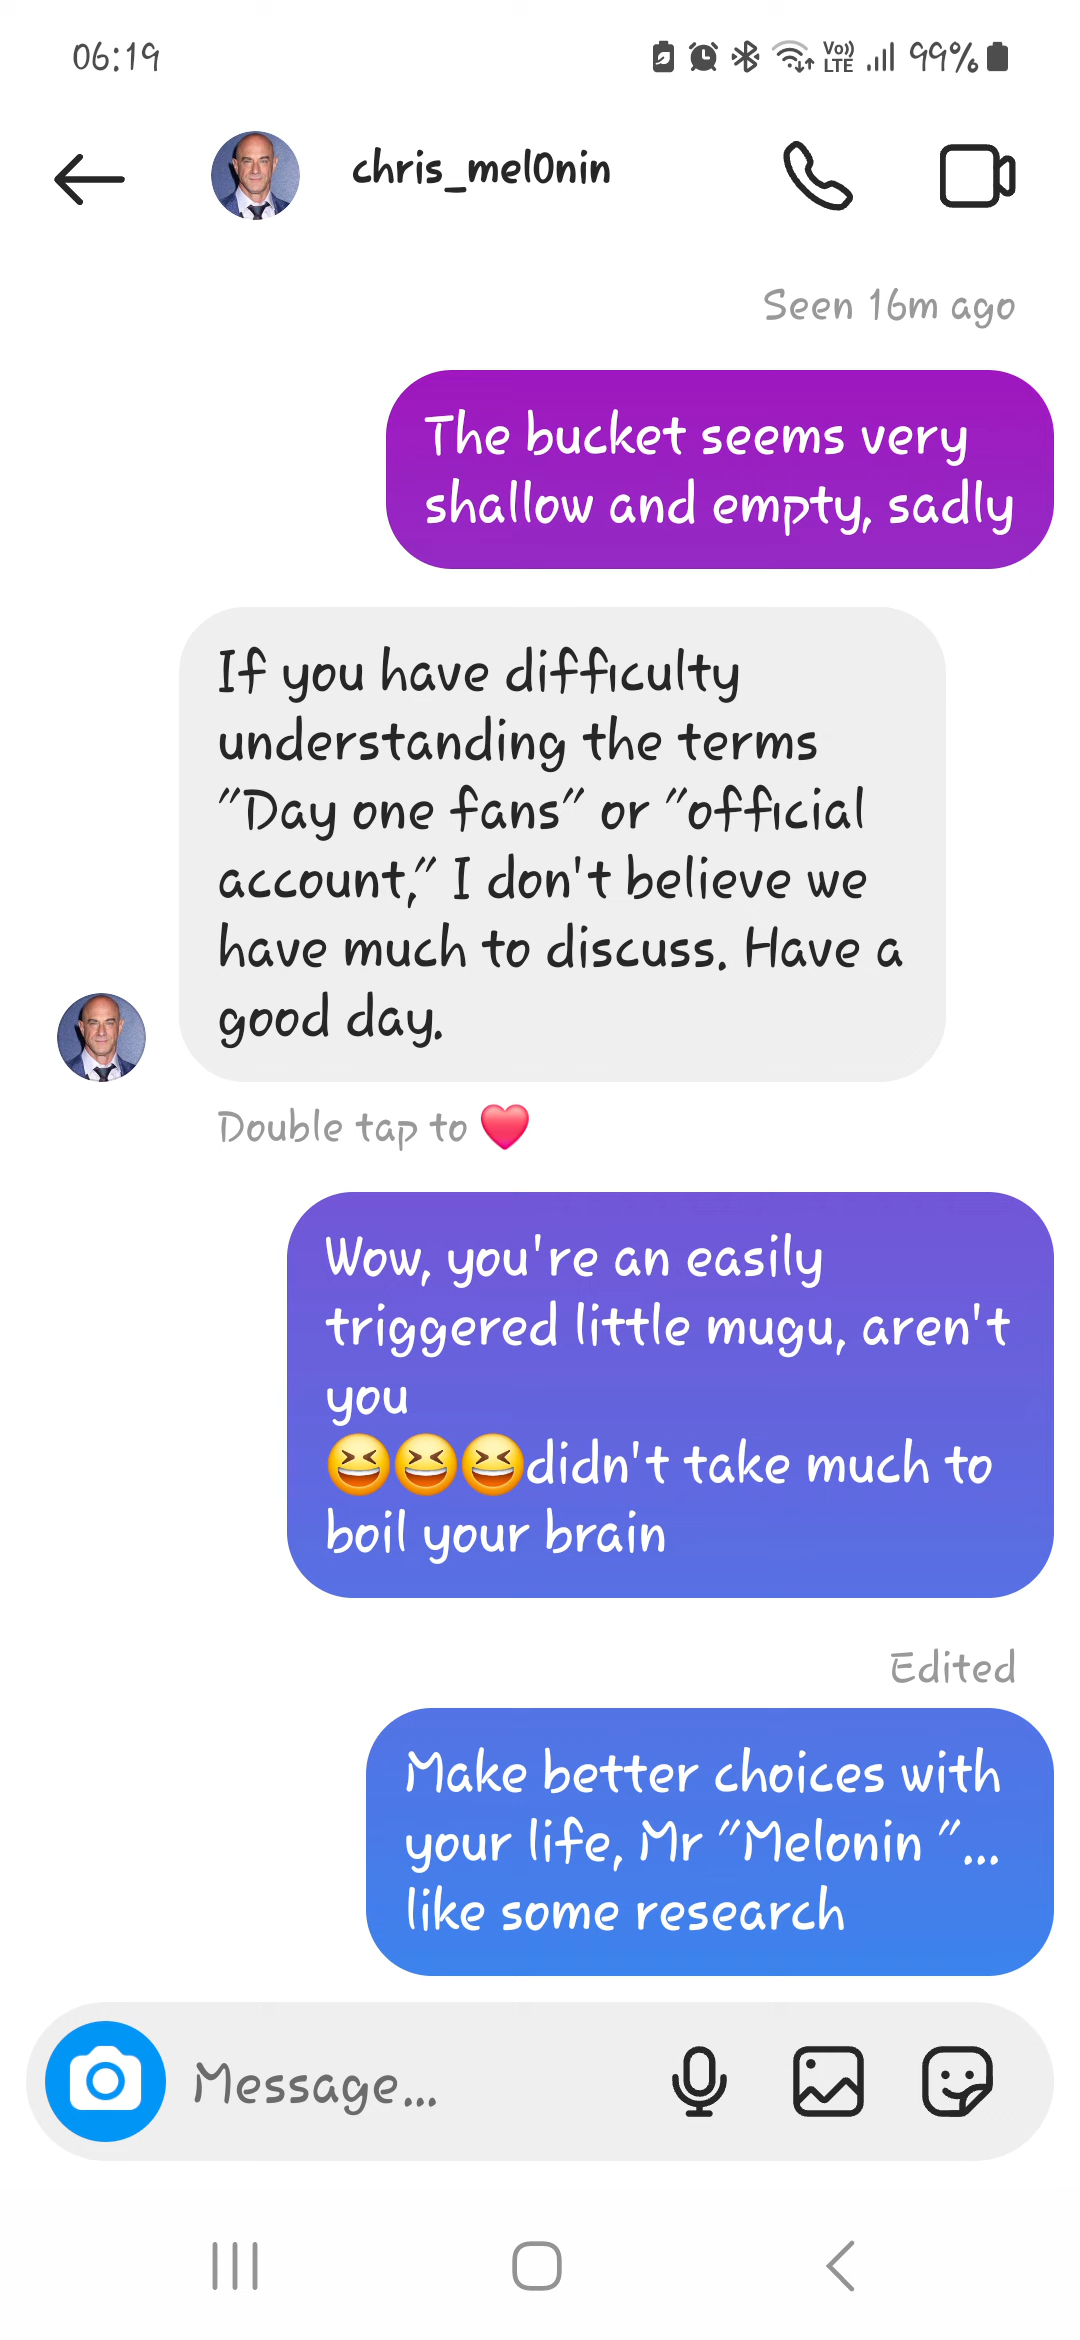 06:19
Vo)) LTE 99%
chris_mel0nin
Seen 16m ago
The bucket seems very
shallow and empty, sadly
If you have difficulty
understanding the terms
"Day one fans" or "official
account," I don't believe we
have much to discuss. Have a
good day.
Double tap to ❤️
Wow, you're an easily
triggered little mugu, aren't
you
😆😆😆didn't take much to
boil your brain
Edited
Make better choices with
your life, Mr "Melonin "...
like some research
Message...